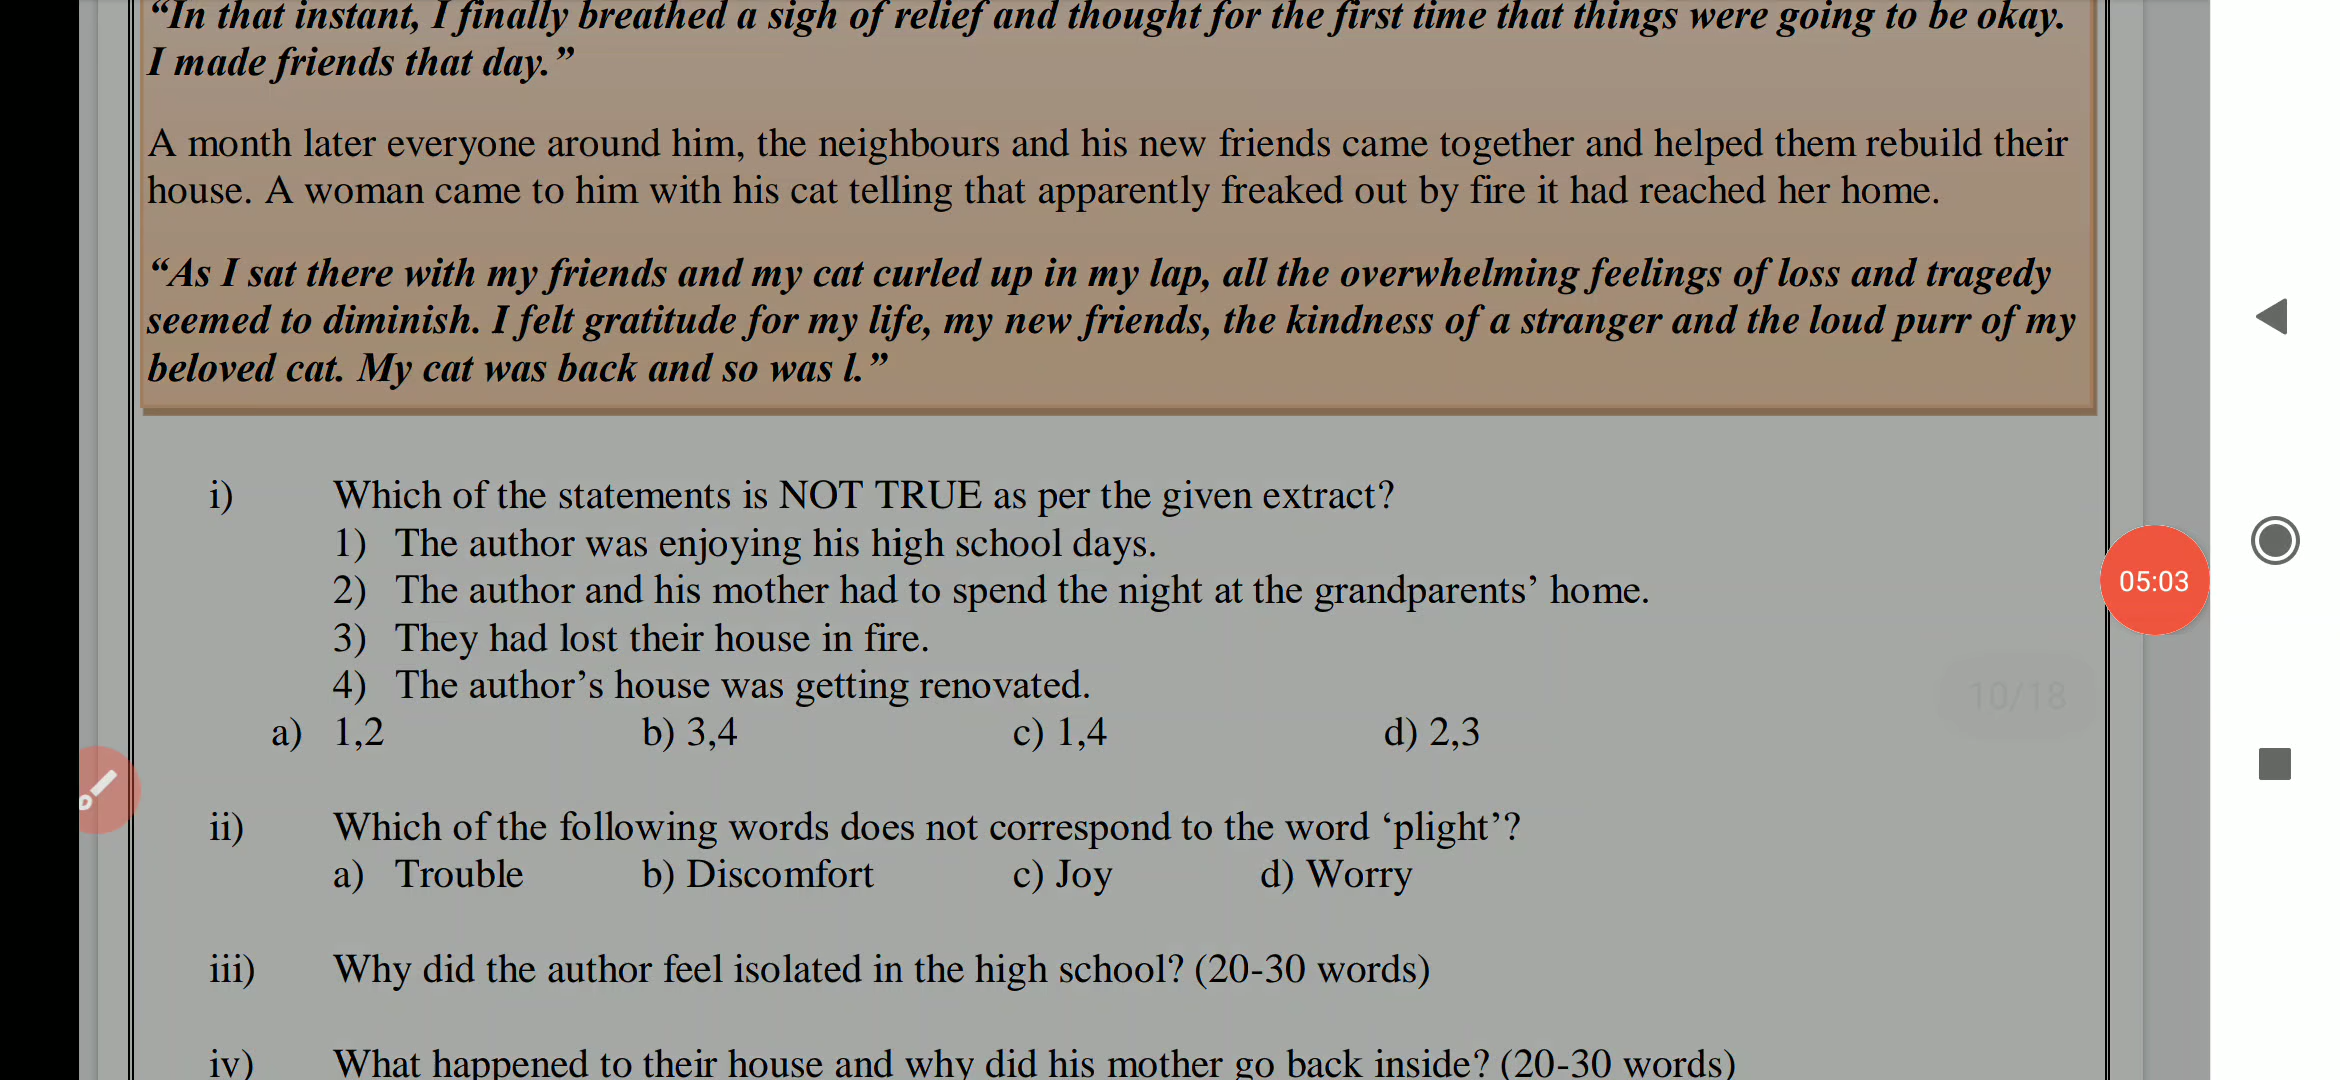 “In that instant, I finally breathed a sigh of relief and thought for the first time that things were going to be okay.
I made friends that day.”
A month later everyone around him, the neighbours and his new friends came together and helped them rebuild their
house. A woman came to him with his cat telling that apparently freaked out by fire it had reached her home.
“As I sat there with my friends and my cat curled up in my lap, all the overwhelming feelings of loss and tragedy
seemed to diminish. I felt gratitude for my life, my new friends, the kindness of a stranger and the loud purr of my
beloved cat. My cat was back and so was l.”
i) Which of the statements is NOT TRUE as per the given extract?
1) The author was enjoying his high school days.
2) The author and his mother had to spend the night at the grandparents’ home.
3) They had lost their house in fire.
4) The author’s house was getting renovated.
a) 1,2 b) 3,4 c) 1,4 d) 2,3
ii) Which of the following words does not correspond to the word ‘plight’?
a) Trouble b) Discomfort c) Joy d) Worry
iii) Why did the author feel isolated in the high school? (20-30 words)
iv) What happened to their house and why did his mother go back inside? (20-30 words)
05:03
10/18